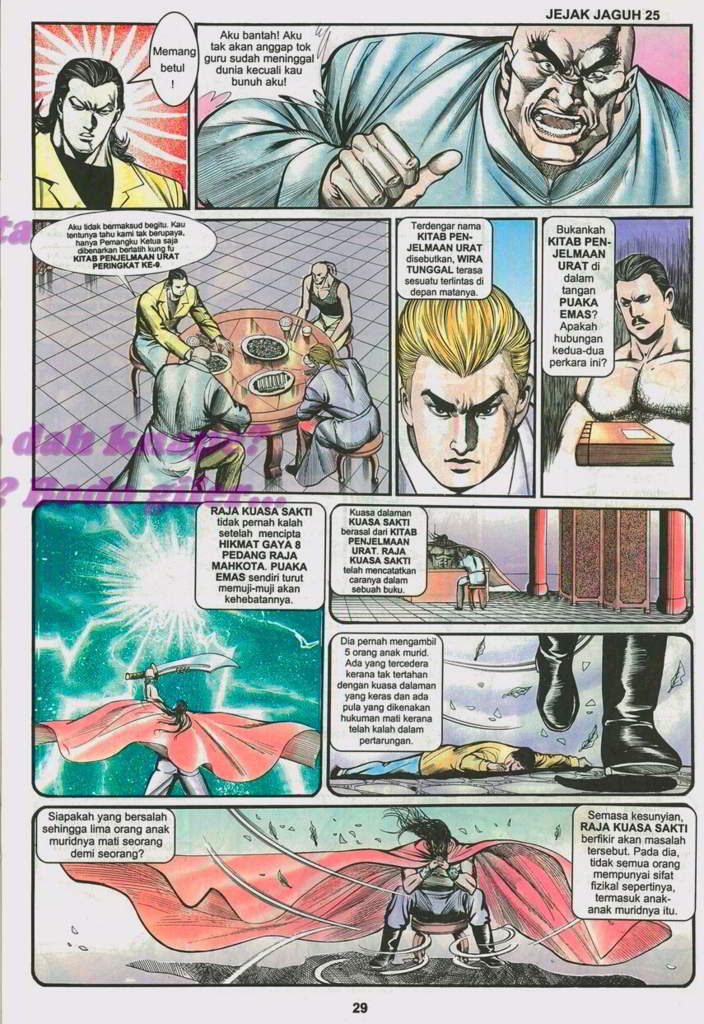 JEJAK JAGUH 25
Memang
betul
!
Aku bantah! Aku
tak akan anggap tok
guru sudah meninggal
dunia kecuali kau
bunuh aku!
Aku tidak bermaksud begitu. Kau
tentunya tahu kami tak berupaya,
hanya Pemangku Ketua saja
dibenarkan berlatih kung fu
KITAB PENJELMAAN URAT
PERINGKAT KE-9.
Terdengar nama
KITAB PEN-
JELMAAN URAT
disebutkan, WIRA
TUNGGAL terasa
sesuatu terlintas di
depan matanya.
Bukankah
KITAB PEN-
JELMAAN
URAT di
dalam
tangan
PUAKA
EMAS?
Apakah
hubungan
kedua-dua
perkara ini?
dah
?
RAJA KUASA SAKTI
tidak pernah kalah
setelah mencipta
HIKMAT GAYA 8
PEDANG RAJA
MAHKOTA. PUAKA
EMAS sendiri turut
memuji-muji akan
kehebatannya.
Kuasa dalaman
KUASA SAKTI
berasal dari KITAB
PENJELMAAN
URAT. RAJA
KUASA SAKTI
telah mencatatkan
caranya dalam
sebuah buku.
Dia pernah mengambil
5 orang anak murid.
Ada yang tercedera
kerana tak tertahan
dengan kuasa dalaman
yang keras dan ada
pula yang dikenakan
hukuman mati kerana
telah kalah dalam
pertarungan.
Siapakah yang bersalah
sehingga lima orang anak
muridnya mati seorang
demi seorang?
Semasa kesunyian,
RAJA KUASA SAKTI
berfikir akan masalah
tersebut. Pada dia,
tidak semua orang
mempunyai sifat
fizikal sepertinya,
termasuk anak-
anak muridnya itu.
29